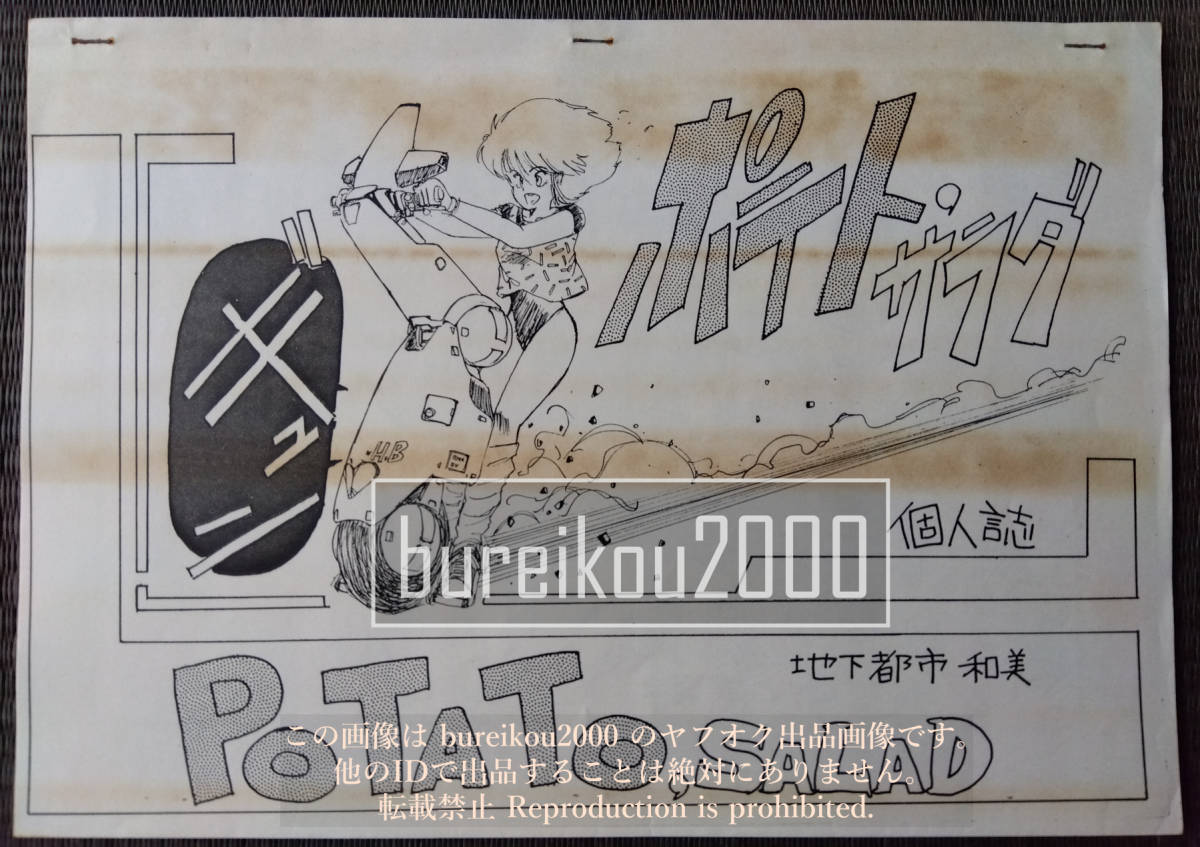 ポテト,サラダ
ギュン
H.B
個人誌
bureikou2000
地下都市 和美
POTATO, SALAD
この画像は bureikou2000 のヤフオク出品画像です。
他のIDで出品することは絶対にありません。
転載禁止 Reproduction is prohibited.